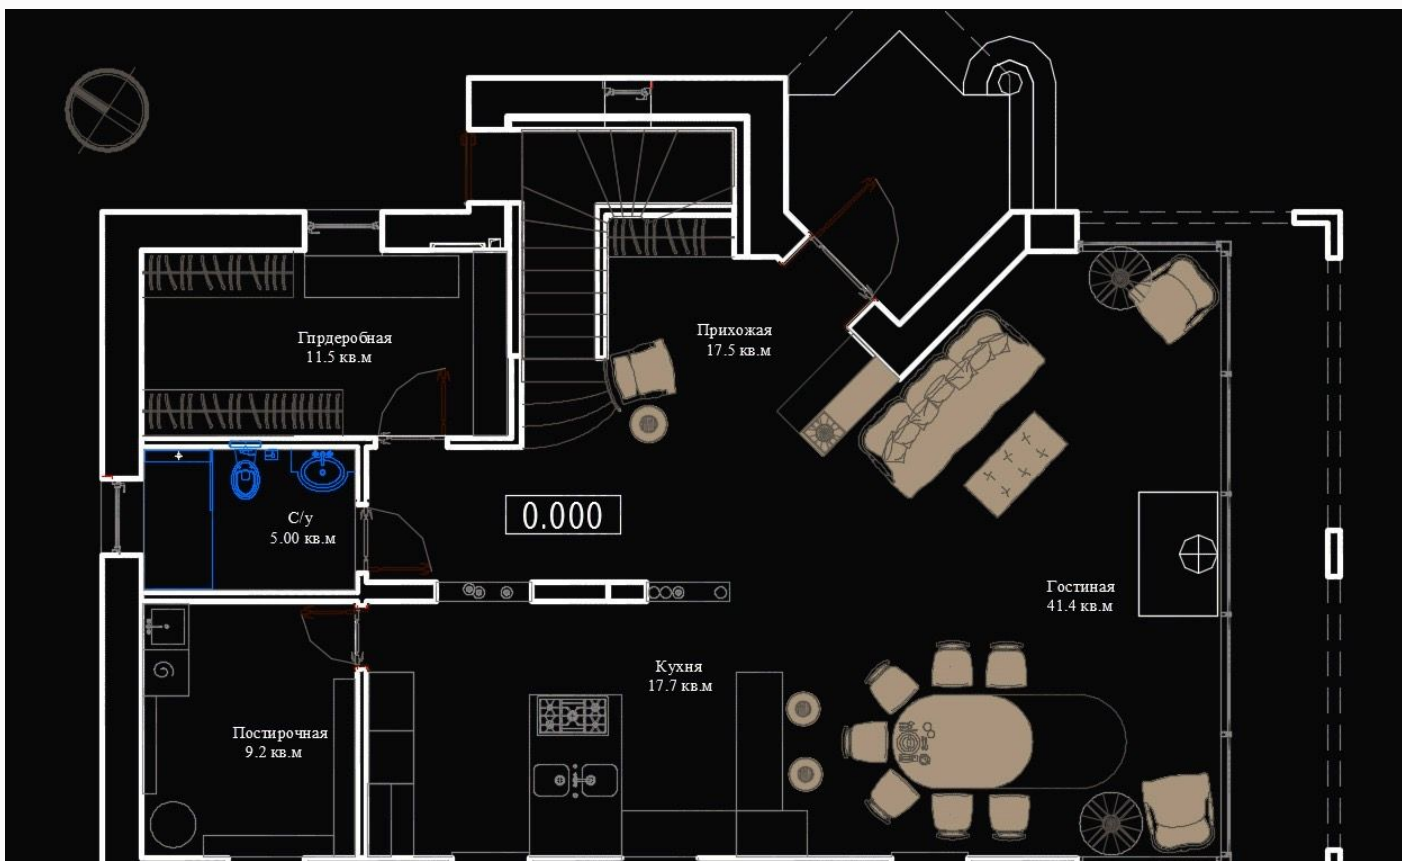 Гпрдеробная
11.5 кв.м
Прихожая
17.5 кв.м
С/у
5.00 кв.м
0.000
Гостиная
41.4 кв.м
Кухня
17.7 кв.м
Постирочная
9.2 кв.м